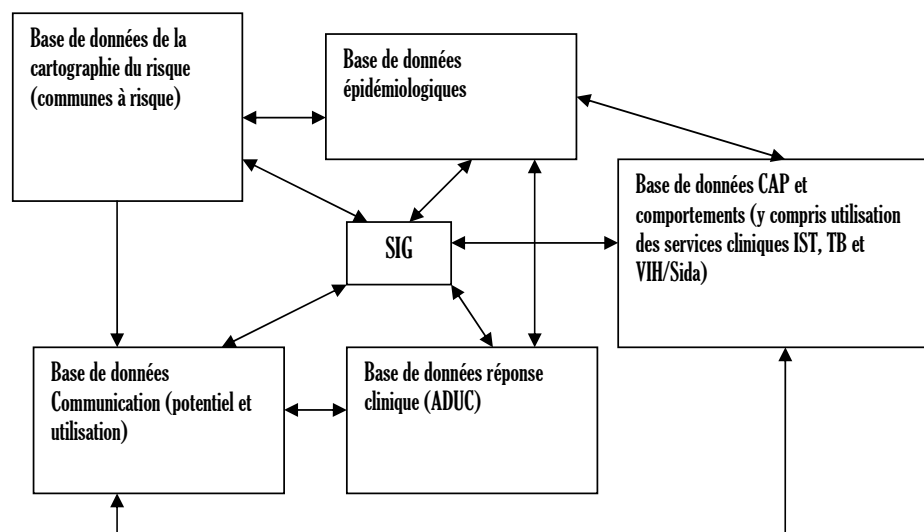 Base de données de la
cartographie du risque
(communes à risque)
Base de données
épidémiologiques
Base de données CAP et
comportements (y compris utilisation
des services cliniques IST, TB et
VIH/Sida)
SIG
Base de données
Communication (potentiel et
utilisation)
Base de données réponse
clinique (ADUC)